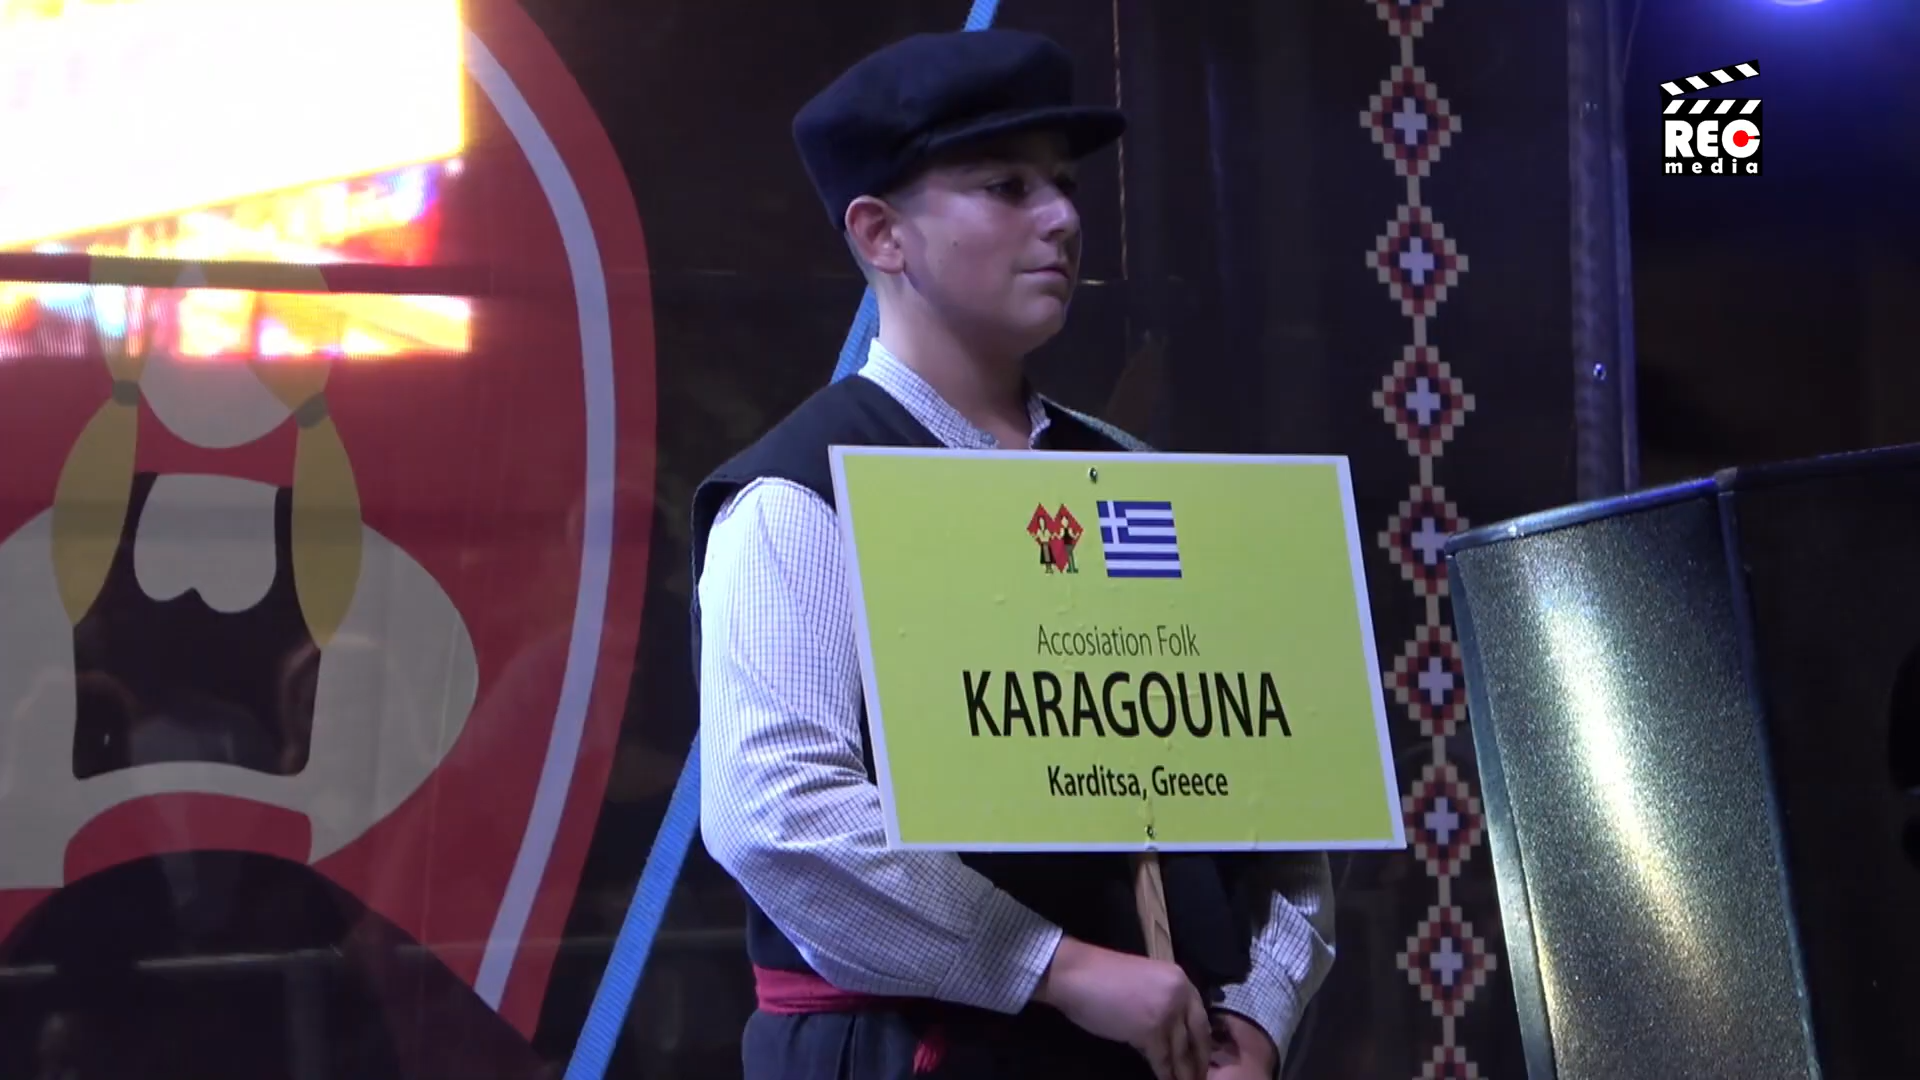 REC
media
Accosiation Folk
KARAGOUNA
Karditsa, Greece